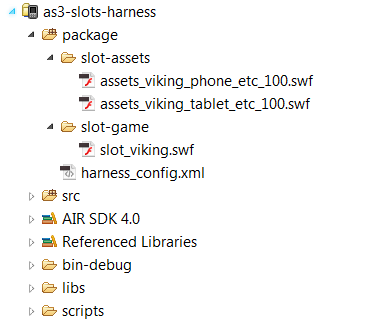 as3-slots-harness
package
slot-assets
assets_viking_phone_etc_100.swf
assets_viking_tablet_etc_100.swf
slot-game
slot_viking.swf
harness_config.xml
src
AIR SDK 4.0
Referenced Libraries
bin-debug
libs
scripts